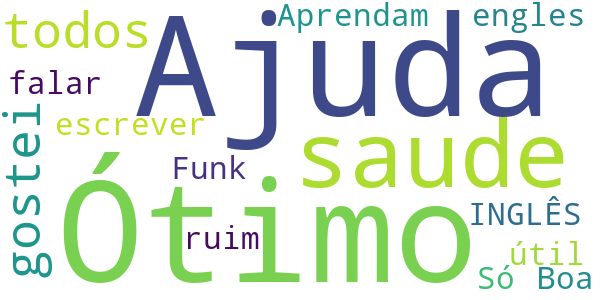 Aprendam engles
todos Ajuda
falar
escrever saude
gostei Funk
Ótimo ruim INGLÊS
útil
Só Boa